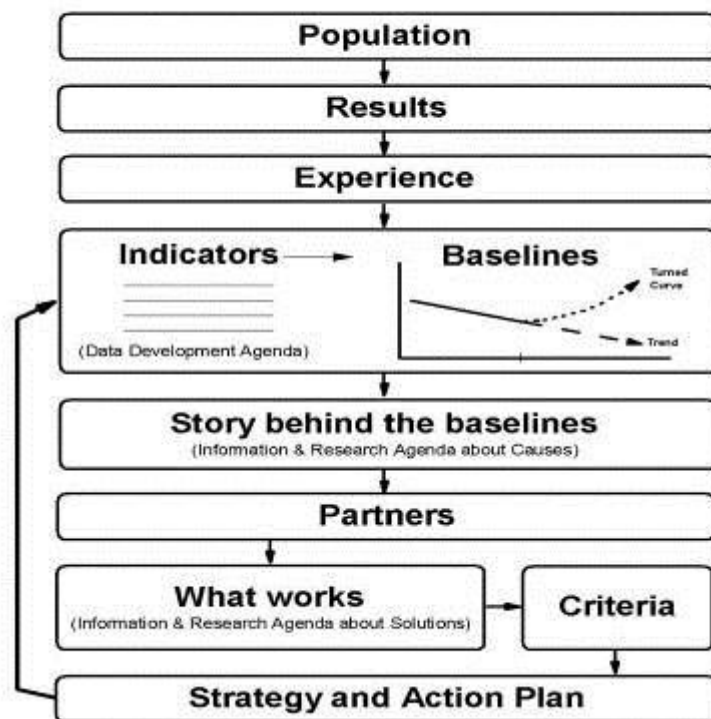 Population
Results
Experience
Indicators
Baselines
Turned
Curve
(Data Development Agenda)
Trend
Story behind the baselines
(Information & Research Agenda about Causes)
Partners
What works
(Information & Research Agenda about Solutions)
Criteria
Strategy and Action Plan